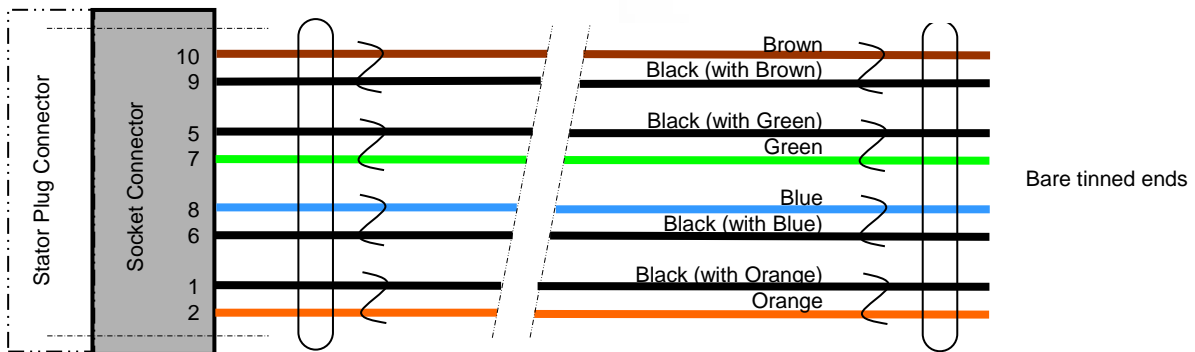 Stator Plug Connector
Socket Connector
10
9
5
7
8
6
1
2
Brown
Black (with Brown)
Black (with Green)
Green
Blue
Black (with Blue)
Black (with Orange)
Orange
Bare tinned ends